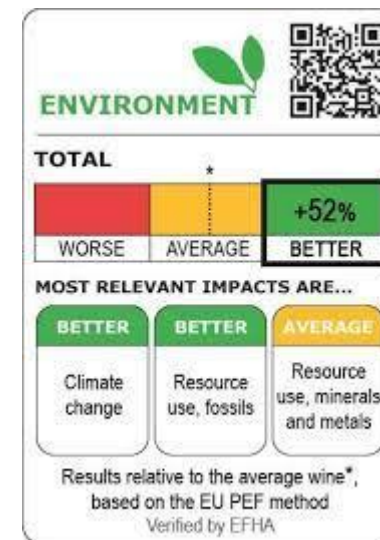 ENVIRONMENT
TOTAL
*
+52%
WORSE AVERAGE BETTER
MOST RELEVANT IMPACTS ARE...
BETTER BETTER AVERAGE
Climate change
Resource use, fossils
Resource use, minerals and metals
Results relative to the average wine*,
based on the EU PEF method
Verified by EFHA